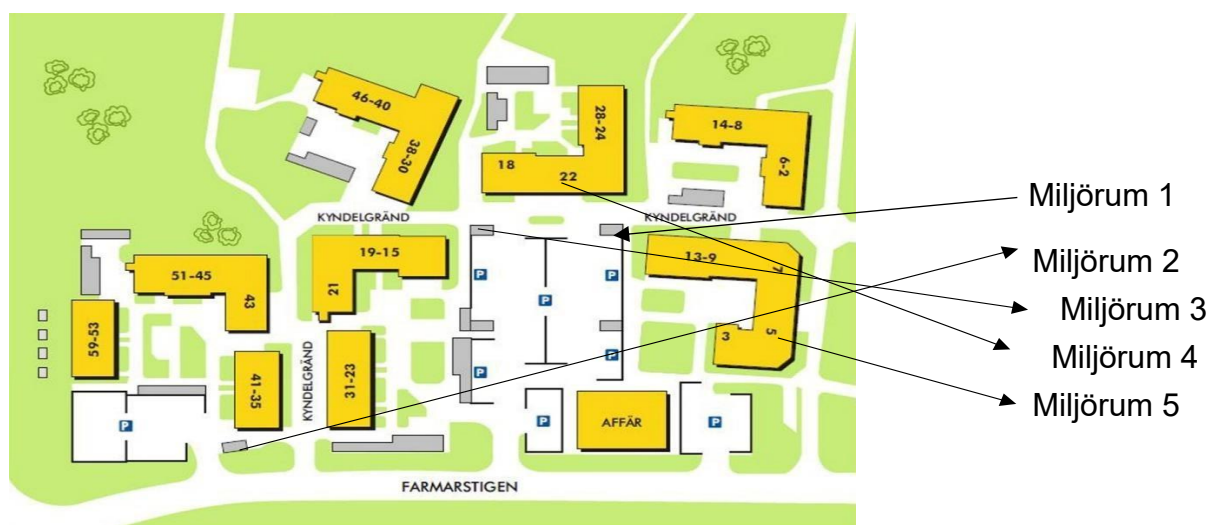 46-40
38-30
28-24
18
22
14-8
6-2
KYNDELGRÄND
KYNDELGRÄND
Miljörum 1
19-15
21
13-9
7
5
3
Miljörum 2
51-45
43
59-53
P
P
P
Miljörum 3
Miljörum 4
KYNDELGRÄND
31-23
41-35
P
P
Miljörum 5
P
P
AFFÄR
P
FARMARSTIGEN